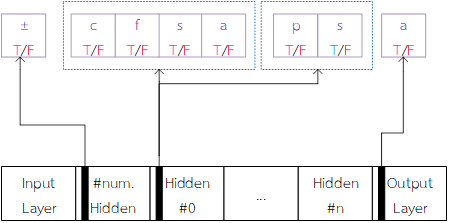 ± c f s a p s a
T/F T/F T/F T/F T/F T/F T/F T/F
Input #num. Hidden Hidden Output
Layer Hidden #0 ... #n Layer